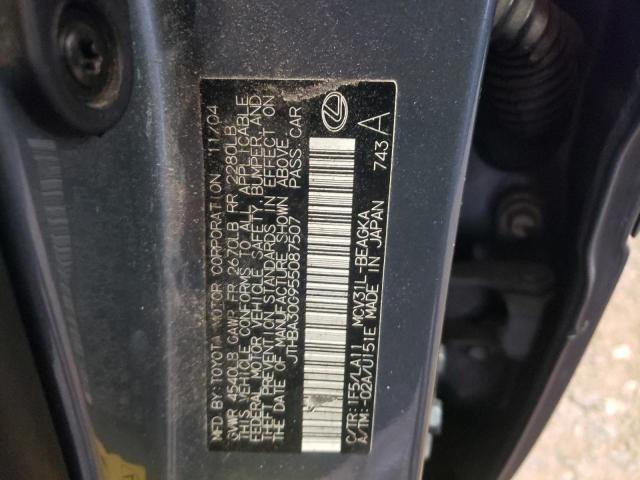 MFD BY: TOYOTA MOTOR CORPORATION 11/04
GVWR 4540LB GAWR FR 2670LB RR 2280LB
THIS VEHICLE CONFORMS TO ALL APPLICABLE
FEDERAL MOTOR VEHICLE SAFETY, BUMPER, AND
THEFT PREVENTION STANDARDS IN EFFECT ON
THE DATE OF MANUFACTURE SHOWN ABOVE.
JTHBA30G955087507 PASS CAR
C/TR: 1F5/LA11 MCV31L-BEAGKA
A/TM: -02A/U151E MADE IN JAPAN 743 A